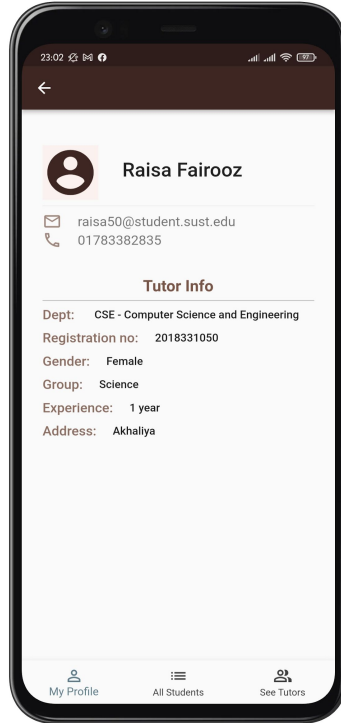 23:02
97
Raisa Fairooz
raisa50@student.sust.edu
01783382835
Tutor Info
Dept: CSE - Computer Science and Engineering
Registration no: 2018331050
Gender: Female
Group: Science
Experience: 1 year
Address: Akhaliya
My Profile All Students See Tutors